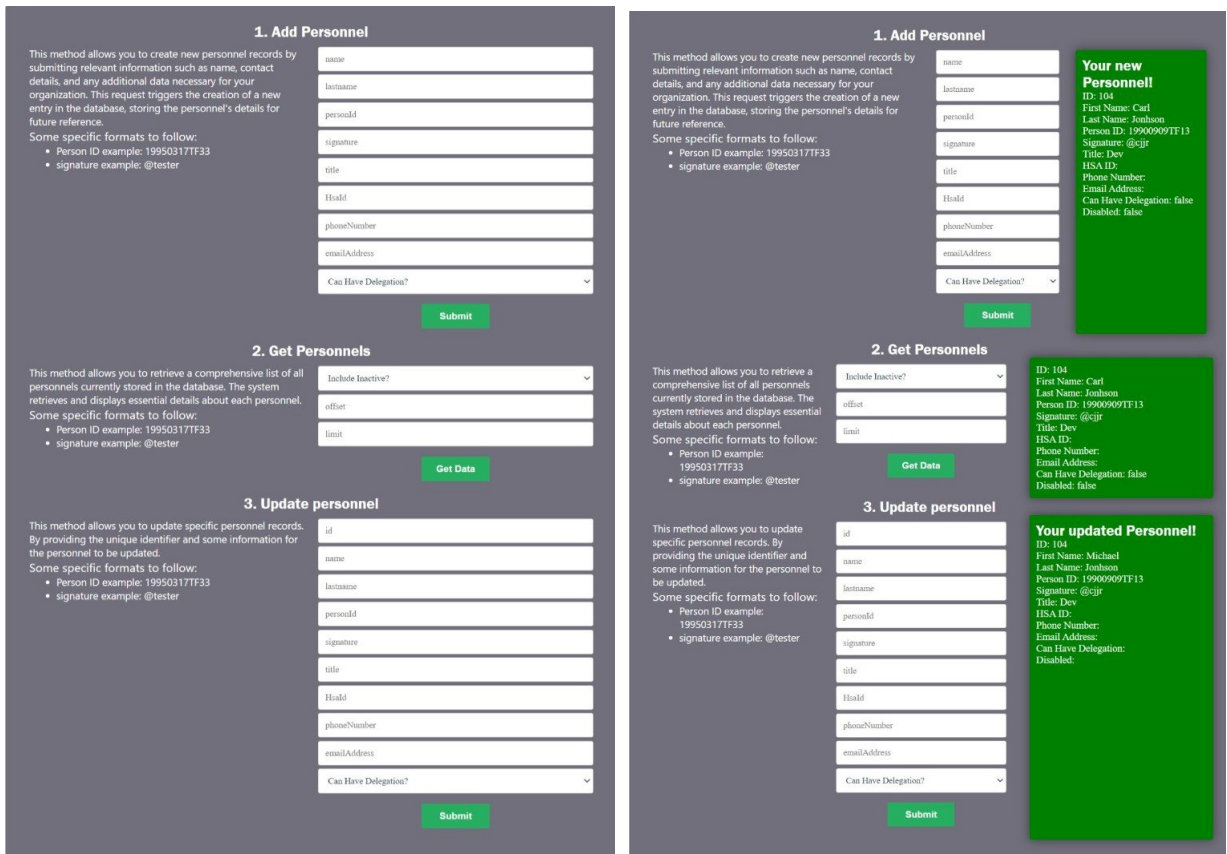 1. Add Personnel
This method allows you to create new personnel records by
submitting relevant information such as name, contact
details, and any additional data necessary for your
organization. This request triggers the creation of a new
entry in the database, storing the personnel's details for
future reference.
Some specific formats to follow:
• Person ID example: 19950317TF33
• signature example: @tester
name
lastname
personId
signature
title
HsaId
phoneNumber
emailAddress
Can Have Delegation?
Submit
2. Get Personnels
This method allows you to retrieve a comprehensive list of all
personnels currently stored in the database. The system
retrieves and displays essential details about each personnel.
Some specific formats to follow:
• Person ID example: 19950317TF33
• signature example: @tester
Include Inactive?
offset
limit
Get Data
3. Update personnel
This method allows you to update specific personnel records.
By providing the unique identifier and some information for
the personnel to be updated.
Some specific formats to follow:
• Person ID example: 19950317TF33
• signature example: @tester
id
name
lastname
personId
signature
title
HsaId
phoneNumber
emailAddress
Can Have Delegation?
Submit
1. Add Personnel
This method allows you to create new personnel records by
submitting relevant information such as name, contact
details, and any additional data necessary for your
organization. This request triggers the creation of a new
entry in the database, storing the personnel's details for
future reference.
Some specific formats to follow:
• Person ID example: 19950317TF33
• signature example: @tester
name
lastname
personId
signature
title
HsaId
phoneNumber
emailAddress
Can Have Delegation?
Submit
Your new
Personnel!
ID: 104
First Name: Carl
Last Name: Jonhson
Person ID: 19900909TF13
Signature: @cjjr
Title: Dev
HSA ID:
Phone Number:
Email Address:
Can Have Delegation: false
Disabled: false
2. Get Personnels
This method allows you to retrieve a
comprehensive list of all personnels
currently stored in the database. The
system retrieves and displays essential
details about each personnel.
Some specific formats to follow:
• Person ID example:
19950317TF33
• signature example: @tester
Include Inactive?
offset
limit
Get Data
ID: 104
First Name: Carl
Last Name: Jonhson
Person ID: 19900909TF13
Signature: @cjjr
Title: Dev
HSA ID:
Phone Number:
Email Address:
Can Have Delegation: false
Disabled: false
3. Update personnel
This method allows you to update
specific personnel records. By
providing the unique identifier and
some information for the personnel to
be updated.
Some specific formats to follow:
• Person ID example:
19950317TF33
• signature example: @tester
id
name
lastname
personId
signature
title
HsaId
phoneNumber
emailAddress
Can Have Delegation?
Submit
Your updated Personnel!
ID: 104
First Name: Michael
Last Name: Jonhson
Person ID: 19900909TF13
Signature: @cjjr
Title: Dev
HSA ID:
Phone Number:
Email Address:
Can Have Delegation:
Disabled: